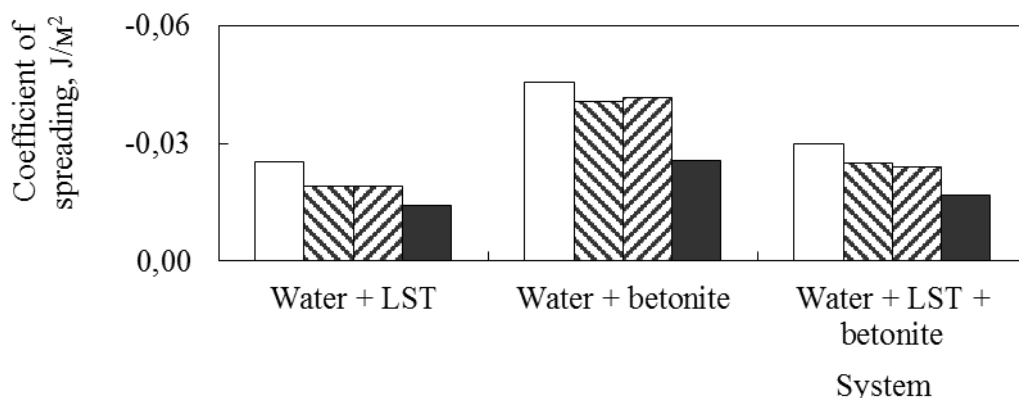 Coefficient of
spreading, J/м²
-0,06
-0,03
0,00
Water + LST
Water + betonite
Water + LST +
betonite
System